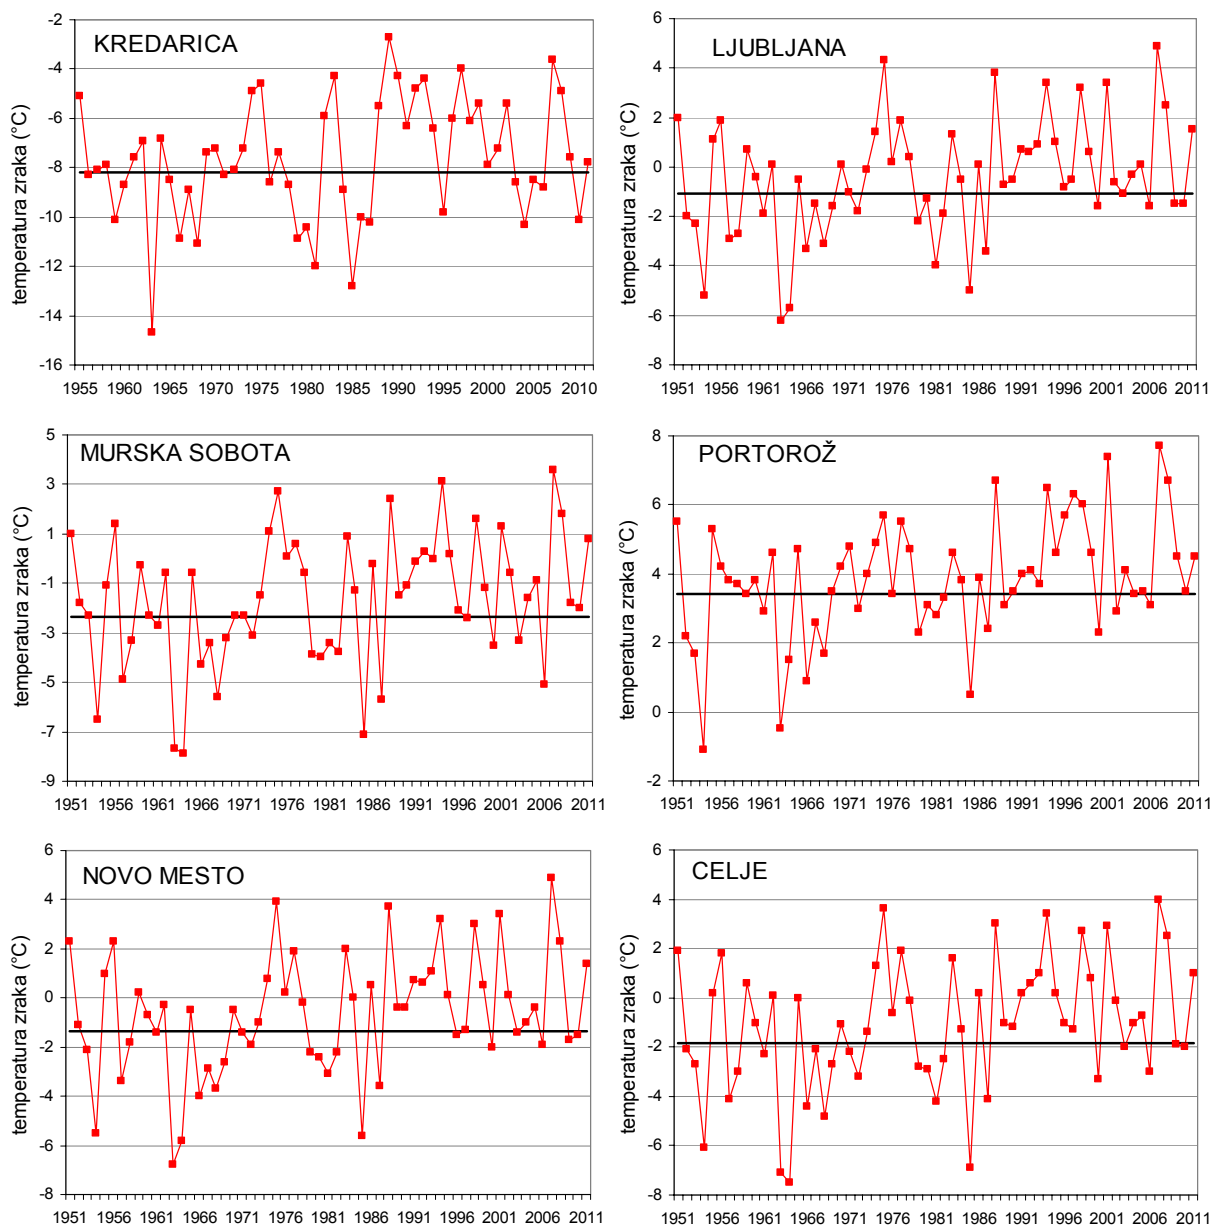 KREDARICA
temperatura zraka (°C)
-2
-4
-6
-8
-10
-12
-14
-16
1955 1960 1965 1970 1975 1980 1985 1990 1995 2000 2005 2010
LJUBLJANA
temperatura zraka (°C)
6
4
2
0
-2
-4
-6
-8
1951 1956 1961 1966 1971 1976 1981 1986 1991 1996 2001 2006 2011
MURSKA SOBOTA
temperatura zraka (°C)
5
3
1
-1
-3
-5
-7
-9
1951 1956 1961 1966 1971 1976 1981 1986 1991 1996 2001 2006 2011
PORTOROŽ
temperatura zraka (°C)
8
6
4
2
0
-2
1951 1956 1961 1966 1971 1976 1981 1986 1991 1996 2001 2006 2011
NOVO MESTO
temperatura zraka (°C)
6
4
2
0
-2
-4
-6
-8
1951 1956 1961 1966 1971 1976 1981 1986 1991 1996 2001 2006 2011
CELJE
temperatura zraka (°C)
6
4
2
0
-2
-4
-6
-8
1951 1956 1961 1966 1971 1976 1981 1986 1991 1996 2001 2006 2011